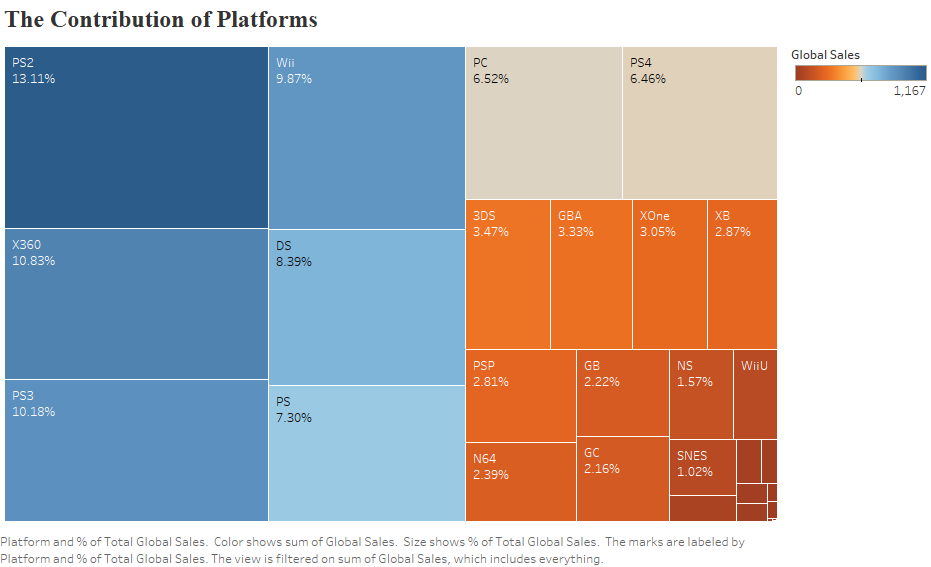 The Contribution of Platforms
PS2
13.11%
Wii
9.87%
PC
6.52%
PS4
6.46%
Global Sales
0
1,167
3DS
3.47%
GBA
3.33%
XOne
3.05%
XB
2.87%
X360
10.83%
DS
8.39%
PS3
10.18%
PS
7.30%
PSP
2.81%
GB
2.22%
NS
1.57%
WiiU
N64
2.39%
GC
2.16%
SNES
1.02%
Platform and % of Total Global Sales. Color shows sum of Global Sales. Size shows % of Total Global Sales. The marks are labeled by
Platform and % of Total Global Sales. The view is filtered on sum of Global Sales, which includes everything.